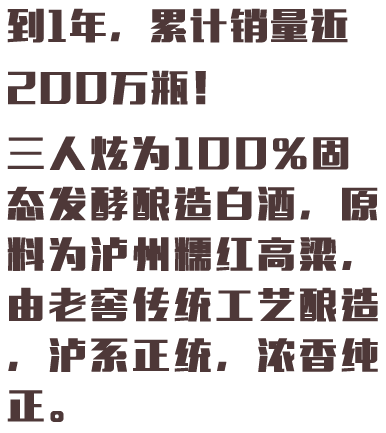 到1年，累计销量近
200万瓶！
三人炫为100%固
态发酵酿造白酒，原
料为泸州糯红高粱，
由老窖传统工艺酿造
，泸系正统，浓香纯
正。